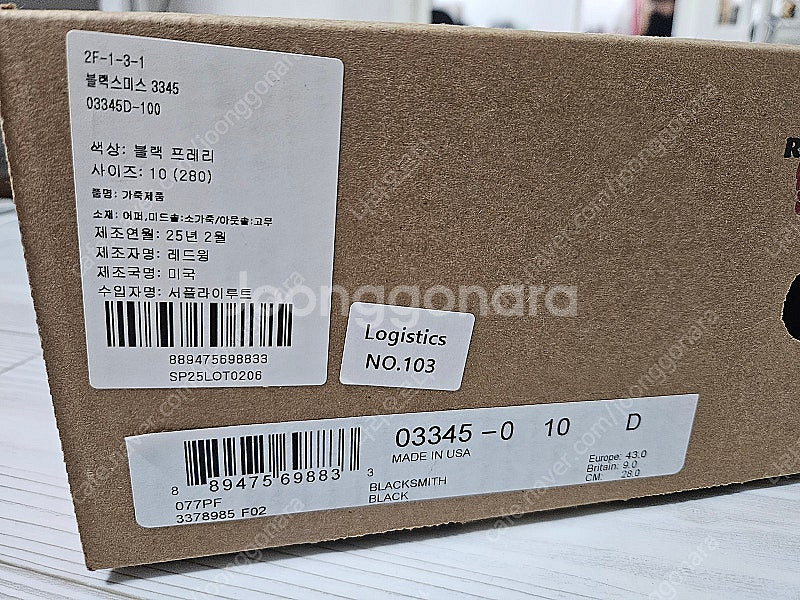 2F-1-3-1
블랙스미스 3345
03345D-100
색상: 블랙 프레리
사이즈: 10 (280)
품명: 가죽제품
소재: 어퍼,미드솔:소가죽/아웃솔:고무
제조연월: 25년 2월
제조자명: 레드윙
제조국명: 미국
수입자명: 서플라이루트
889475698833
SP25LOT0206
Logistics
NO.103
03345 -0 10 D
MADE IN USA
8 89475 69883 3
077PF
3378985 F02
BLACKSMITH
BLACK
Europe: 43.0
Britain: 9.0
CM: 28.0
R
joonggonara
cafe.naver.com/joonggonara